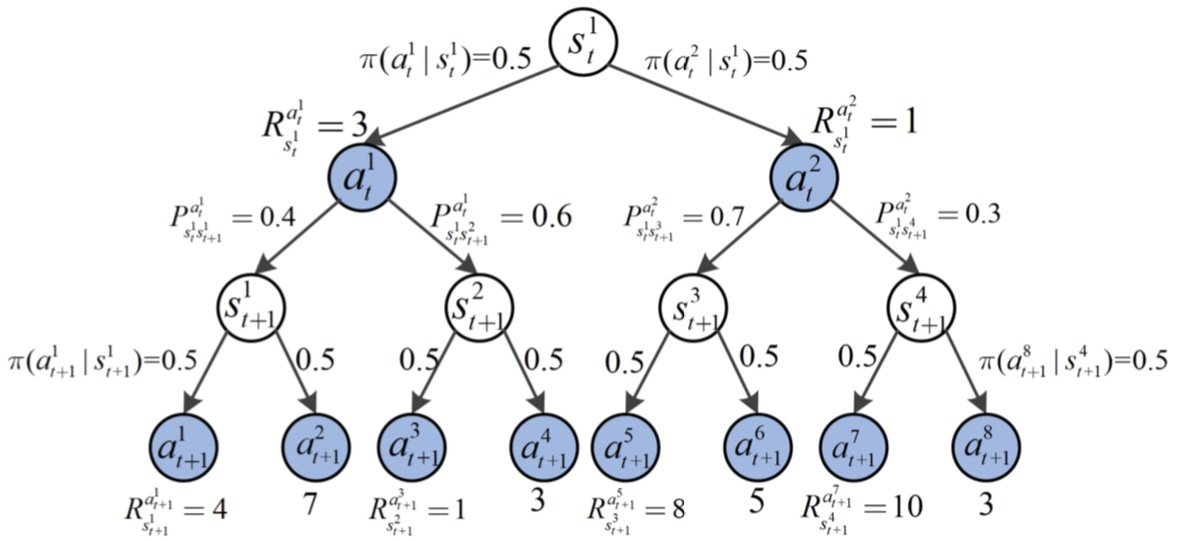 s_t^1
π(a_t^1 | s_t^1)=0.5 π(a_t^2 | s_t^1)=0.5
R_{s_t^1}^{a_t^1} = 3 R_{s_t^1}^{a_t^2} = 1
a_t^1 a_t^2
P_{s_t^1 s_{t+1}^1}^{a_t^1} = 0.4 P_{s_t^1 s_{t+1}^2}^{a_t^1} = 0.6 P_{s_t^1 s_{t+1}^3}^{a_t^2} = 0.7 P_{s_t^1 s_{t+1}^4}^{a_t^2} = 0.3
s_{t+1}^1 s_{t+1}^2 s_{t+1}^3 s_{t+1}^4
π(a_{t+1}^1 | s_{t+1}^1)=0.5 0.5 0.5 0.5 0.5 0.5 0.5 π(a_{t+1}^8 | s_{t+1}^4)=0.5
a_{t+1}^1 a_{t+1}^2 a_{t+1}^3 a_{t+1}^4 a_{t+1}^5 a_{t+1}^6 a_{t+1}^7 a_{t+1}^8
R_{s_{t+1}^1}^{a_{t+1}^1} = 4 7 R_{s_{t+1}^2}^{a_{t+1}^3} = 1 3 R_{s_{t+1}^3}^{a_{t+1}^5} = 8 5 R_{s_{t+1}^4}^{a_{t+1}^7} = 10 3